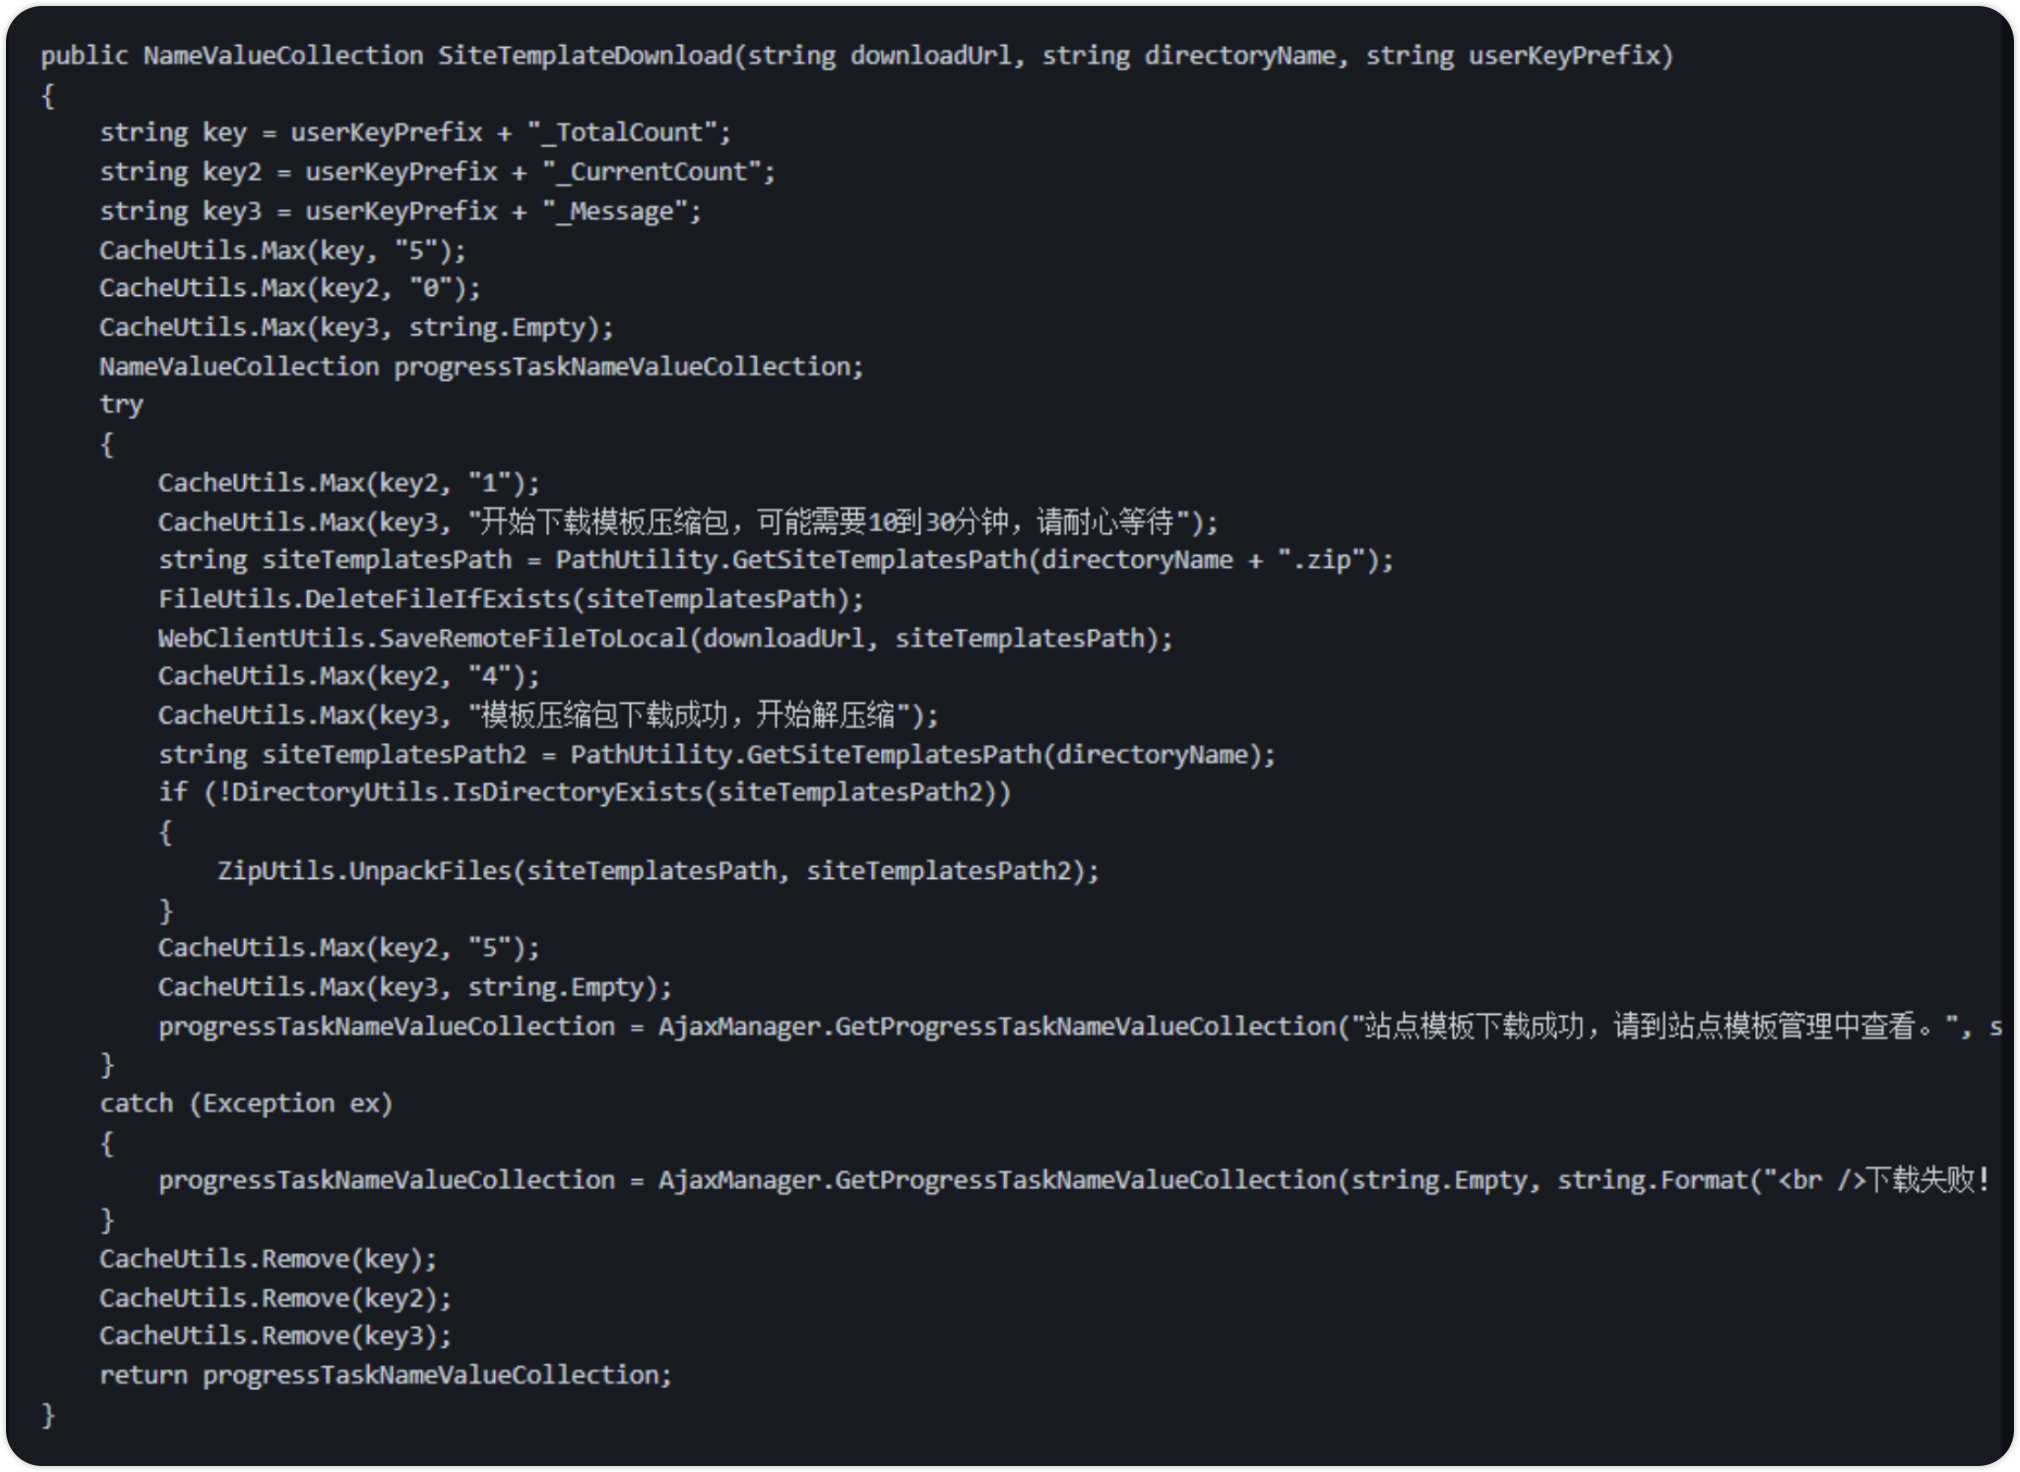 public NameValueCollection SiteTemplateDownload(string downloadUrl, string directoryName, string userKeyPrefix)
{
    string key = userKeyPrefix + "_TotalCount";
    string key2 = userKeyPrefix + "_CurrentCount";
    string key3 = userKeyPrefix + "_Message";
    CacheUtils.Max(key, "5");
    CacheUtils.Max(key2, "0");
    CacheUtils.Max(key3, string.Empty);
    NameValueCollection progressTaskNameValueCollection;
    try
    {
        CacheUtils.Max(key2, "1");
        CacheUtils.Max(key3, "开始下载模板压缩包，可能需要10到30分钟，请耐心等待");
        string siteTemplatesPath = PathUtility.GetSiteTemplatesPath(directoryName + ".zip");
        FileUtils.DeleteFileIfExists(siteTemplatesPath);
        WebClientUtils.SaveRemoteFileToLocal(downloadUrl, siteTemplatesPath);
        CacheUtils.Max(key2, "4");
        CacheUtils.Max(key3, "模板压缩包下载成功，开始解压缩");
        string siteTemplatesPath2 = PathUtility.GetSiteTemplatesPath(directoryName);
        if (!DirectoryUtils.IsDirectoryExists(siteTemplatesPath2))
        {
            ZipUtils.UnpackFiles(siteTemplatesPath, siteTemplatesPath2);
        }
        CacheUtils.Max(key2, "5");
        CacheUtils.Max(key3, string.Empty);
        progressTaskNameValueCollection = AjaxManager.GetProgressTaskNameValueCollection("站点模板下载成功，请到站点模板管理中查看。", s
    }
    catch (Exception ex)
    {
        progressTaskNameValueCollection = AjaxManager.GetProgressTaskNameValueCollection(string.Empty, string.Format("<br />下载失败!
    }
    CacheUtils.Remove(key);
    CacheUtils.Remove(key2);
    CacheUtils.Remove(key3);
    return progressTaskNameValueCollection;
}